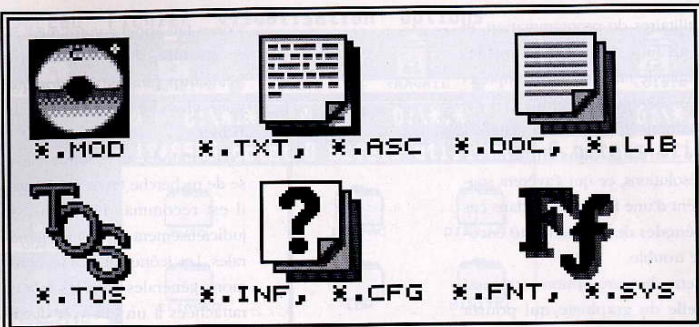 *.MOD
*.TXT, *.ASC
*.DOC, *.LIB
TOS
?
Ff
*.TOS
*.INF, *.CFG
*.FNT, *.SYS